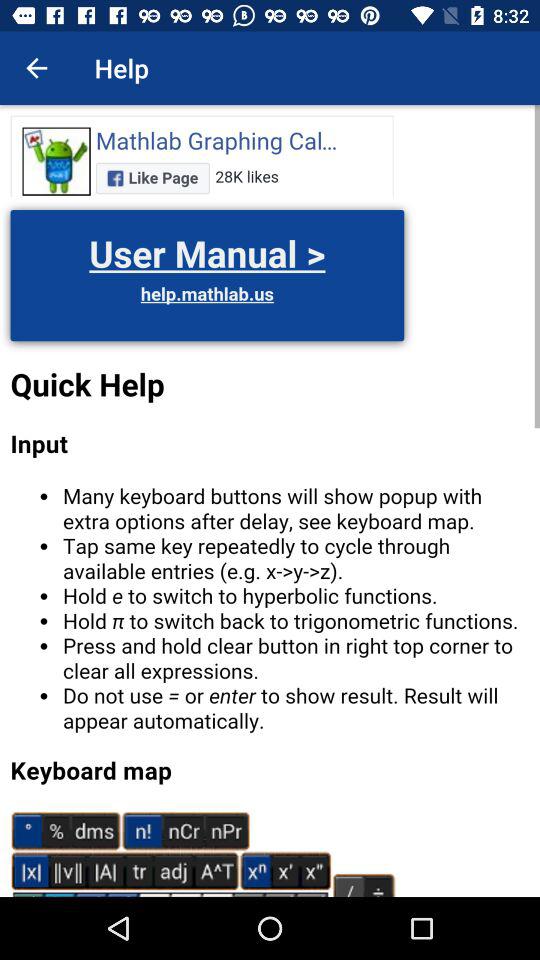 8:32
Help
Mathlab Graphing Cal...
Like Page 28K likes
User Manual >
help.mathlab.us
Quick Help
Input
• Many keyboard buttons will show popup with
extra options after delay, see keyboard map.
• Tap same key repeatedly to cycle through
available entries (e.g. x->y->z).
• Hold e to switch to hyperbolic functions.
• Hold π to switch back to trigonometric functions.
• Press and hold clear button in right top corner to
clear all expressions.
• Do not use = or enter to show result. Result will
appear automatically.
Keyboard map
° % dms n! nCr nPr
|x| ‖v‖ |A| tr adj A^T xⁿ x' x"
/ ÷